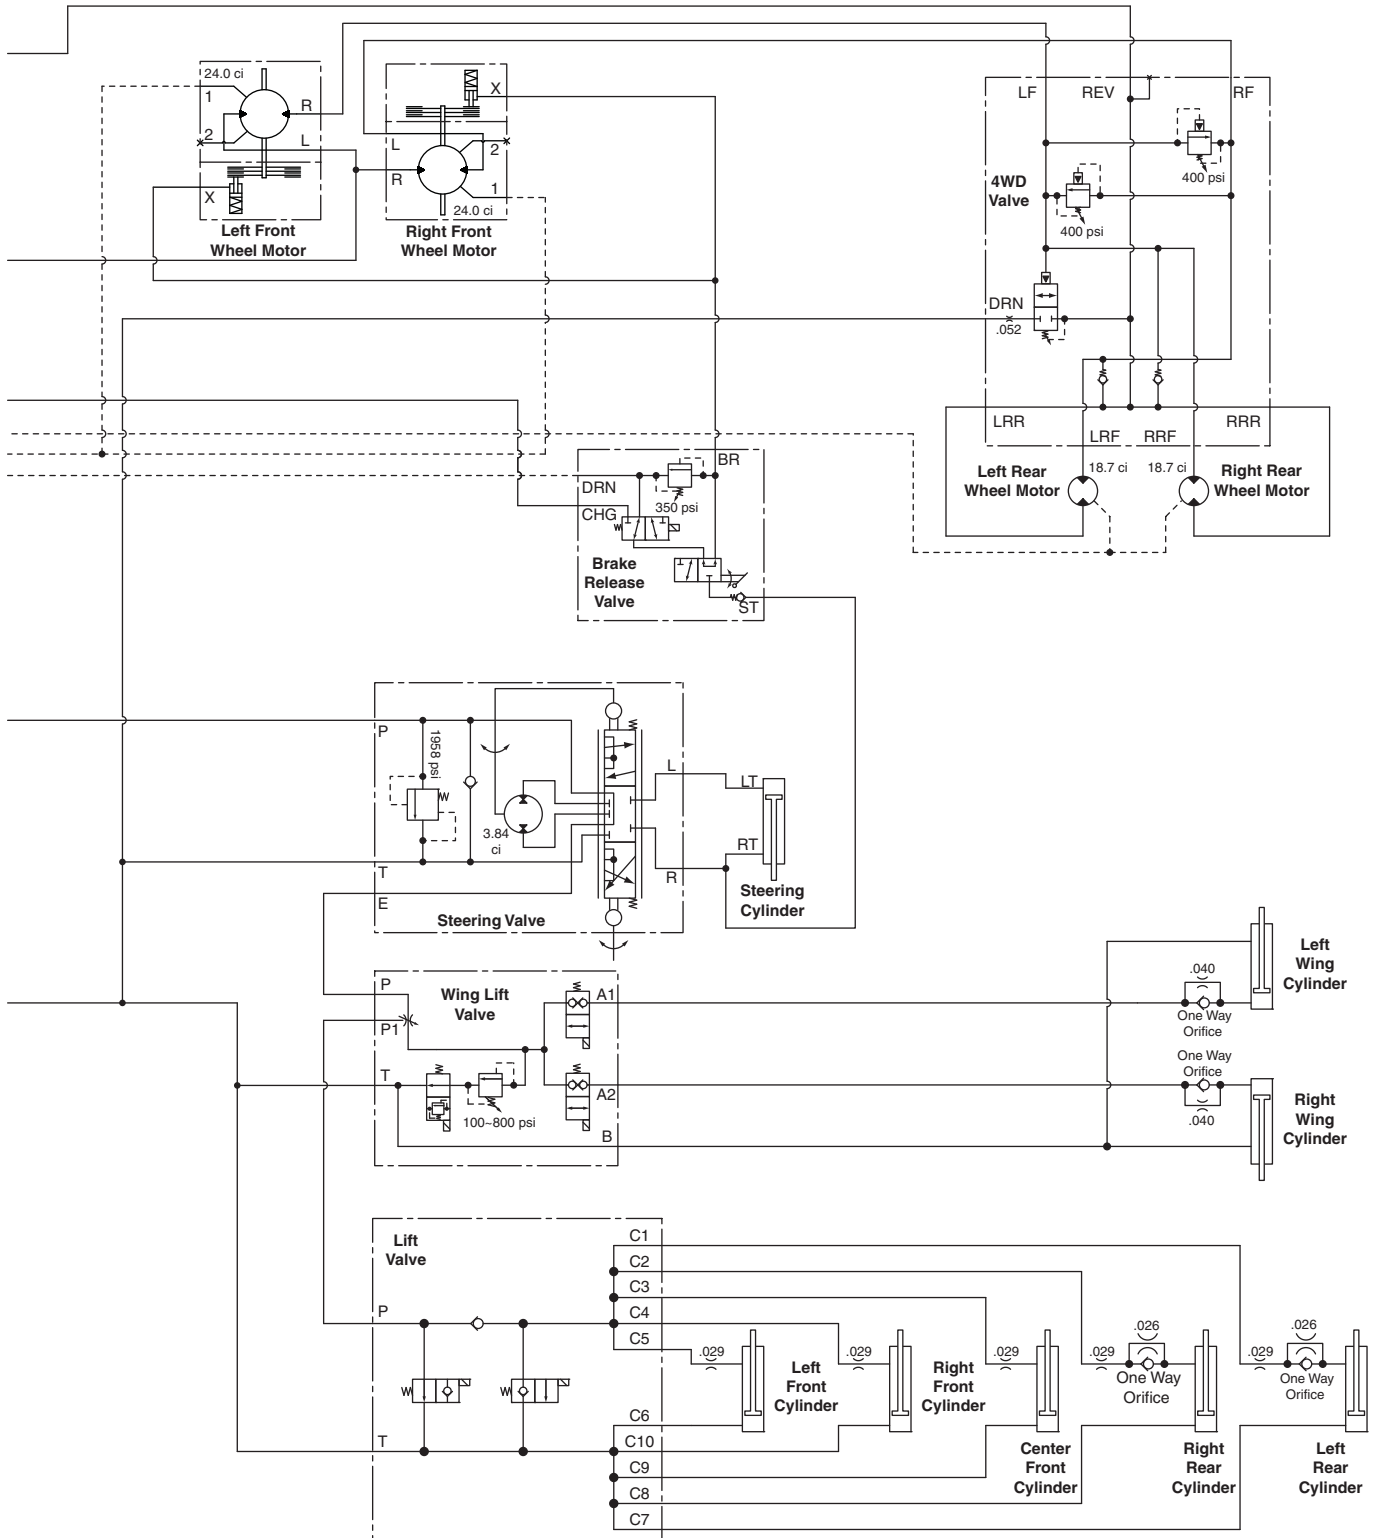 24.0 ci
1
R
2
L
X
Left Front
Wheel Motor
X
L
2
R
1
24.0 ci
Right Front
Wheel Motor
LF
REV
RF
400 psi
4WD
Valve
400 psi
DRN
.052
LRR
RRR
LRF
RRF
18.7 ci
18.7 ci
Left Rear
Wheel Motor
Right Rear
Wheel Motor
BR
DRN
350 psi
CHG
Brake
Release
Valve
ST
P
1958 psi
L
LT
3.84
ci
RT
T
R
E
Steering Valve
Steering
Cylinder
P
Wing Lift
Valve
A1
P1
T
A2
100~800 psi
B
.040
One Way
Orifice
Left
Wing
Cylinder
One Way
Orifice
.040
Right
Wing
Cylinder
Lift
Valve
C1
C2
C3
P
C4
C5
.029
Left
Front
Cylinder
.029
Right
Front
Cylinder
.029
.029
.026
One Way
Orifice
.029
.026
One Way
Orifice
C6
T
C10
C9
C8
C7
Center
Front
Cylinder
Right
Rear
Cylinder
Left
Rear
Cylinder